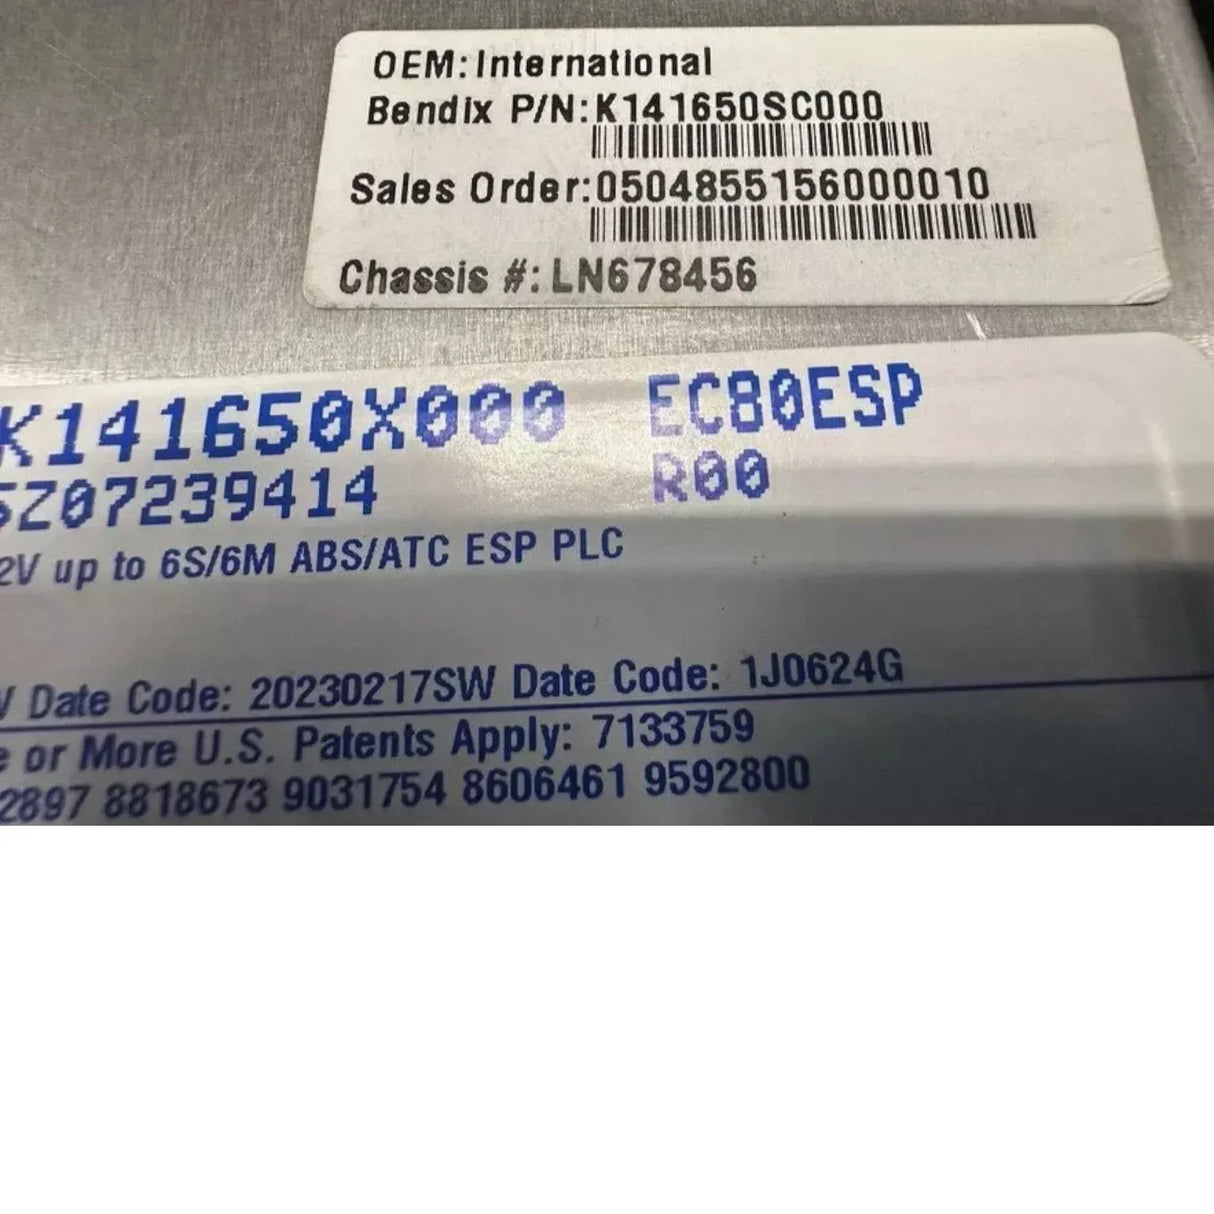 OEM: International
Bendix P/N: K141650SC000
Sales Order: 0504855156000010
Chassis #: LN678456
K141650X000 EC80ESP
Z07239414 R00
2V up to 6S/6M ABS/ATC ESP PLC
Date Code: 20230217SW Date Code: 1J0624G
or More U.S. Patents Apply: 7133759
2897 8818673 9031754 8606461 9592800